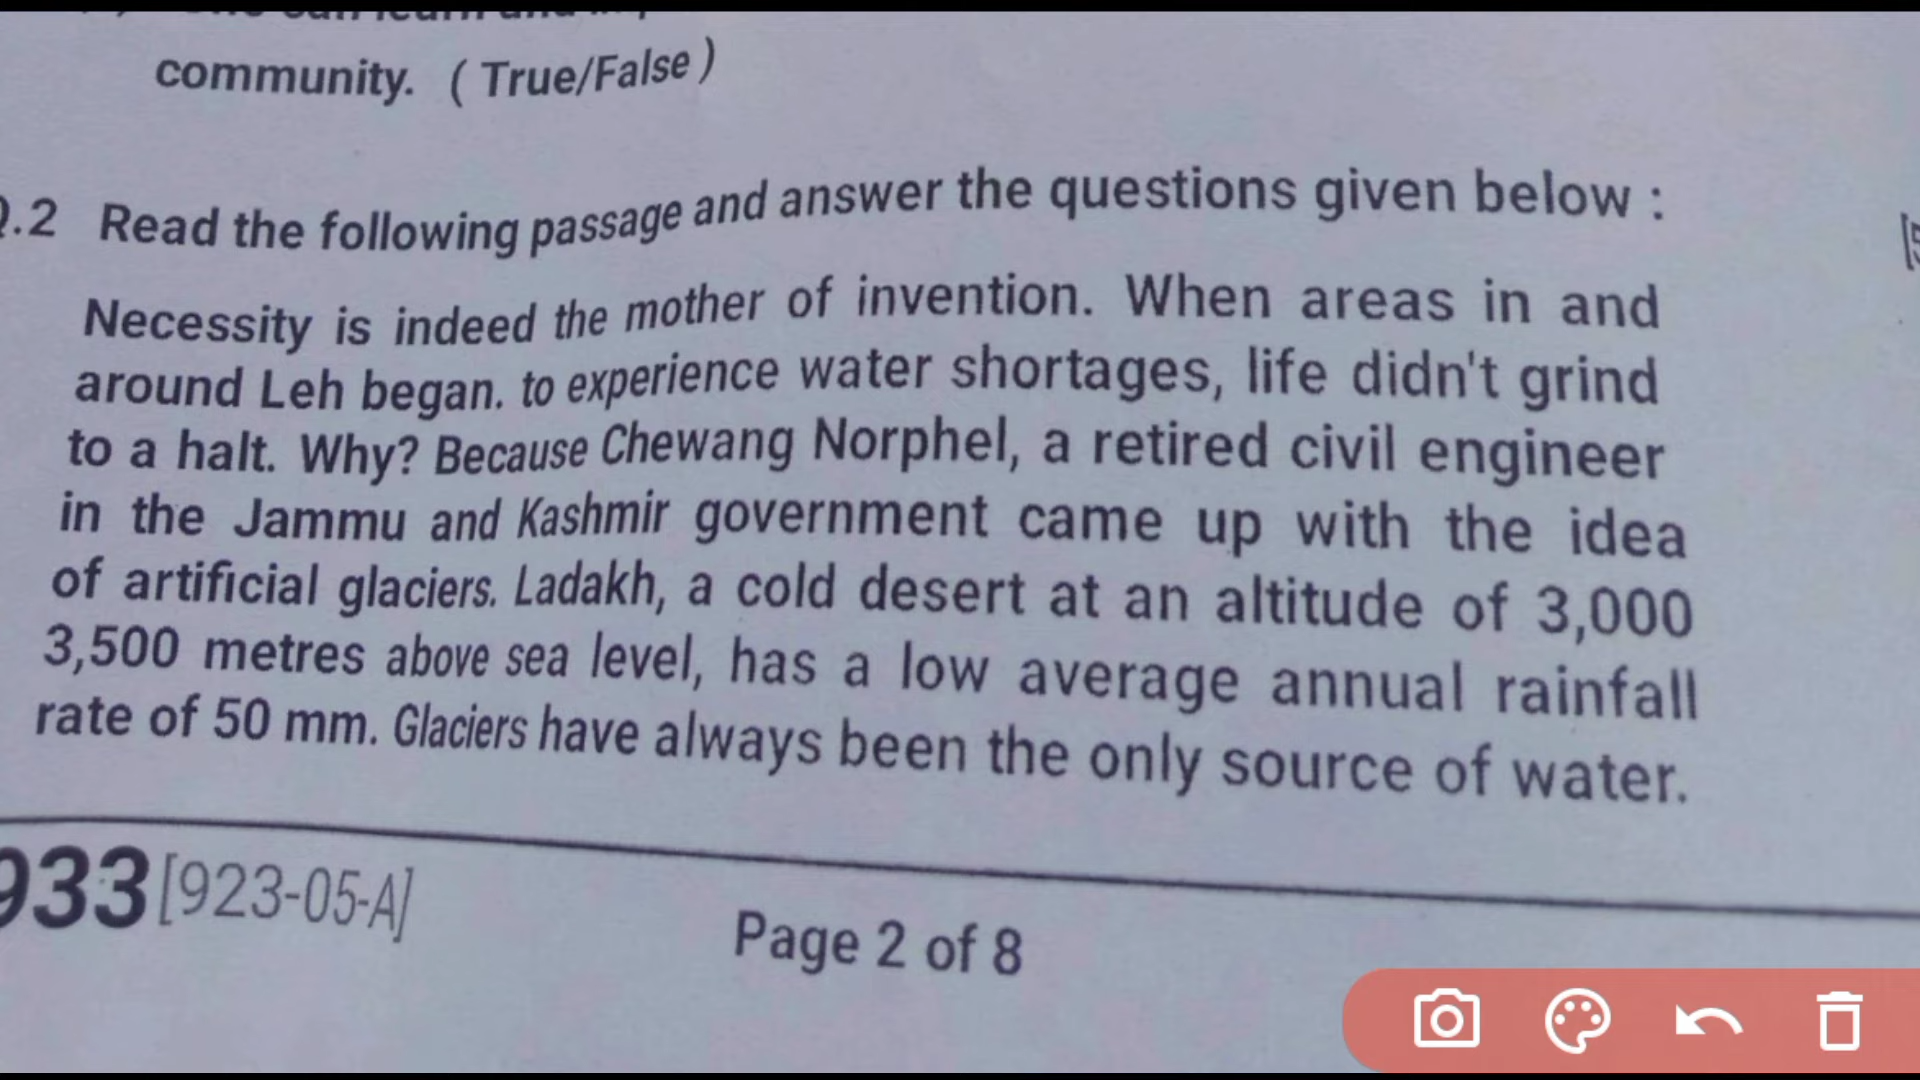 community. ( True/False )
.2 Read the following passage and answer the questions given below :
Necessity is indeed the mother of invention. When areas in and
around Leh began. to experience water shortages, life didn't grind
to a halt. Why? Because Chewang Norphel, a retired civil engineer
in the Jammu and Kashmir government came up with the idea
of artificial glaciers. Ladakh, a cold desert at an altitude of 3,000
3,500 metres above sea level, has a low average annual rainfall
rate of 50 mm. Glaciers have always been the only source of water.
933 [923-05-A]
Page 2 of 8